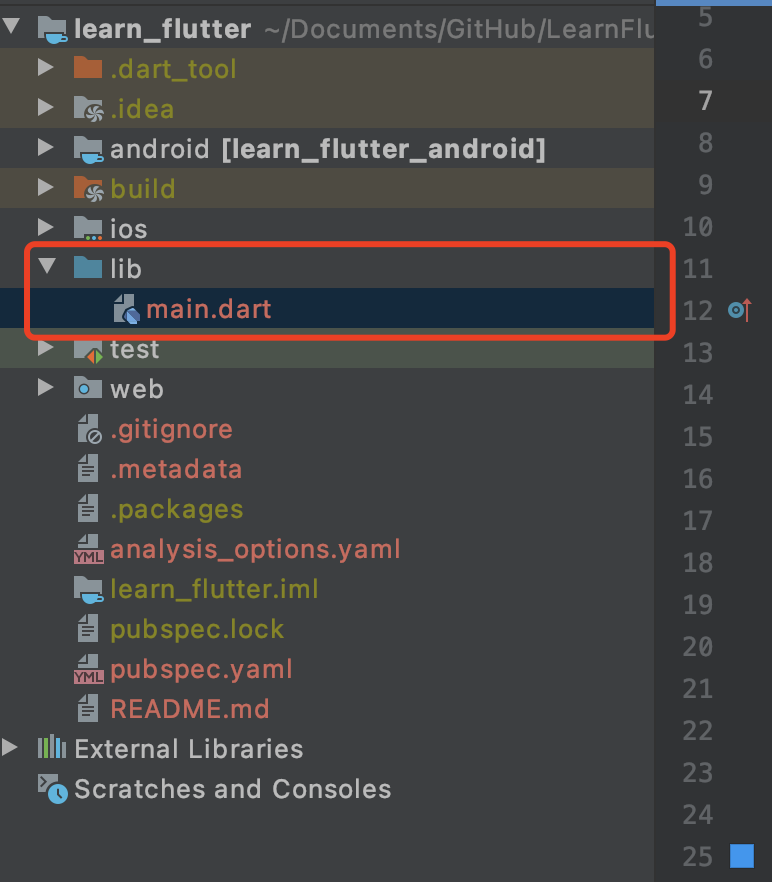 learn_flutter ~/Documents/GitHub/LearnFlu
.dart_tool
.idea
android [learn_flutter_android]
build
ios
lib
main.dart
test
web
.gitignore
.metadata
.packages
YML analysis_options.yaml
learn_flutter.iml
pubspec.lock
YML pubspec.yaml
README.md
External Libraries
Scratches and Consoles
5
6
7
8
9
10
11
12
13
14
15
16
17
18
19
20
21
22
23
24
25